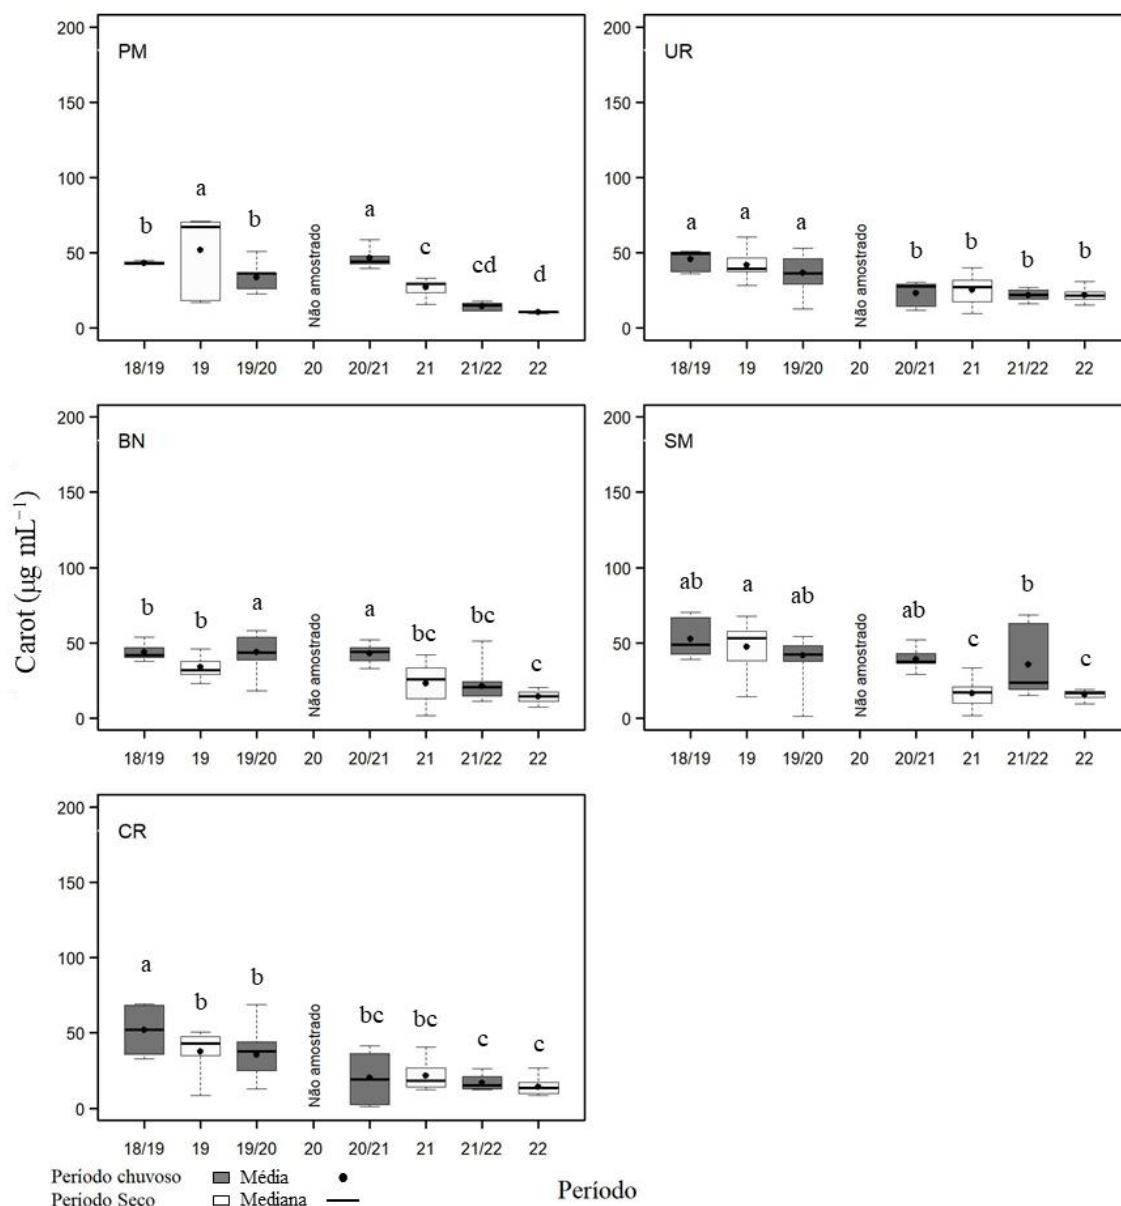 PM
200
150
100
50
0
b
a
b
Não amostrado
a
c
cd
d
18/19 19 19/20 20 20/21 21 21/22 22
UR
200
150
100
50
0
a
a
a
Não amostrado
b
b
b
b
18/19 19 19/20 20 20/21 21 21/22 22
Carot (µg mL⁻¹)
BN
200
150
100
50
0
b
b
a
Não amostrado
a
bc
bc
c
18/19 19 19/20 20 20/21 21 21/22 22
SM
200
150
100
50
0
ab
a
ab
Não amostrado
ab
c
b
c
18/19 19 19/20 20 20/21 21 21/22 22
CR
200
150
100
50
0
a
b
b
Não amostrado
bc
bc
c
c
18/19 19 19/20 20 20/21 21 21/22 22
Período chuvoso Média
Período Seco Mediana
Período